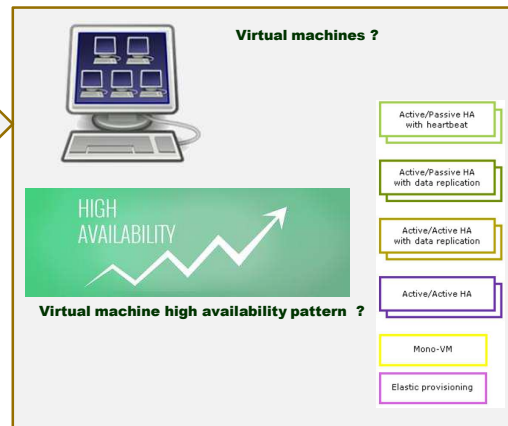 Virtual machines ?
Active/Passive HA
with heartbeat
Active/Passive HA
with data replication
HIGH
AVAILABILITY
Active/Active HA
with data replication
Active/Active HA
Virtual machine high availability pattern ?
Mono-VM
Elastic provisioning